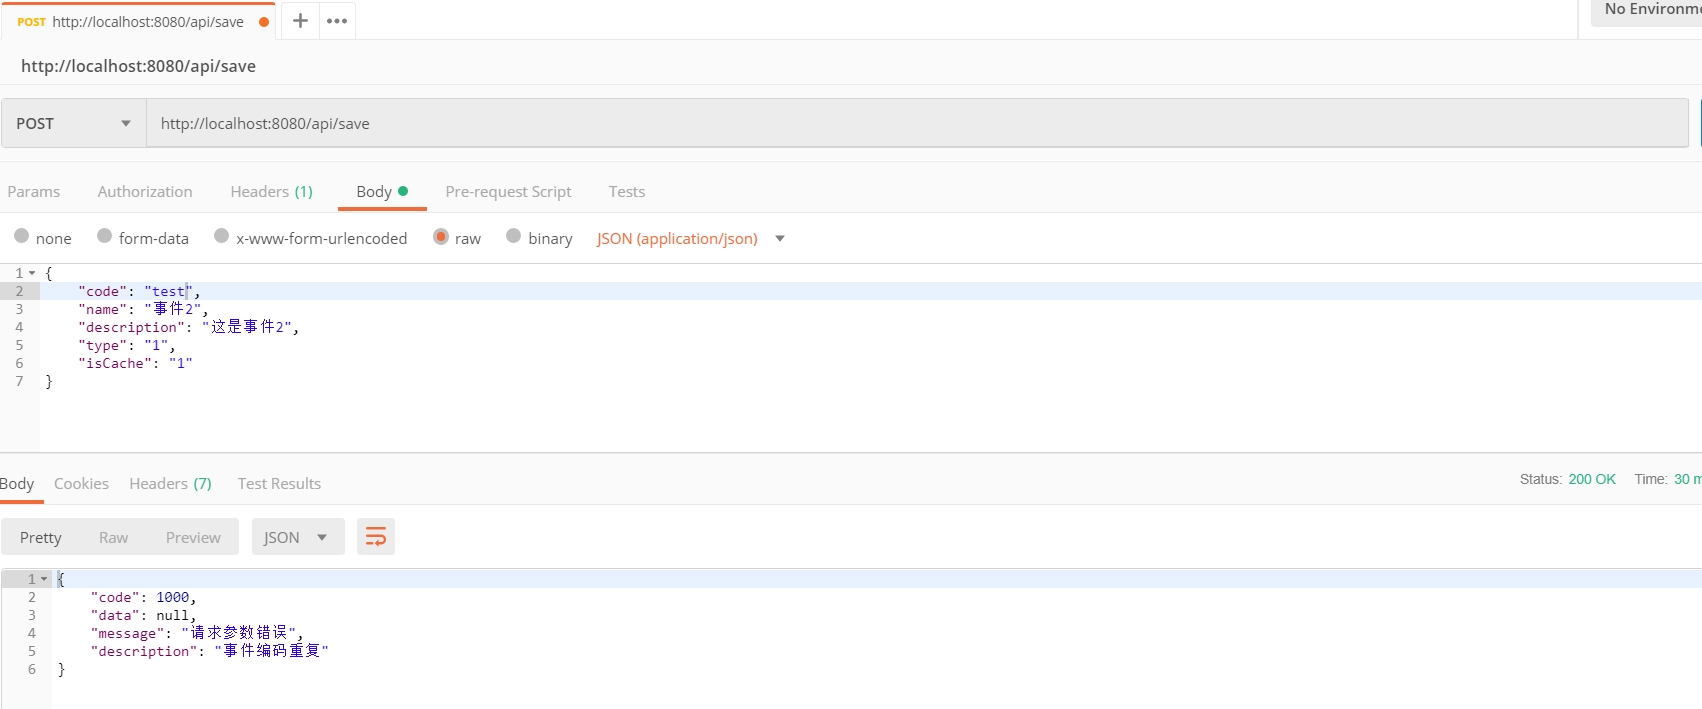 POST http://localhost:8080/api/save
No Environm
http://localhost:8080/api/save
POST http://localhost:8080/api/save
Params Authorization Headers (1) Body Pre-request Script Tests
none form-data x-www-form-urlencoded raw binary JSON (application/json)
1 {
2 "code": "test",
3 "name": "事件2",
4 "description": "这是事件2",
5 "type": "1",
6 "isCache": "1"
7 }
Body Cookies Headers (7) Test Results Status: 200 OK Time: 30 m
Pretty Raw Preview JSON
1 {
2 "code": 1000,
3 "data": null,
4 "message": "请求参数错误",
5 "description": "事件编码重复"
6 }